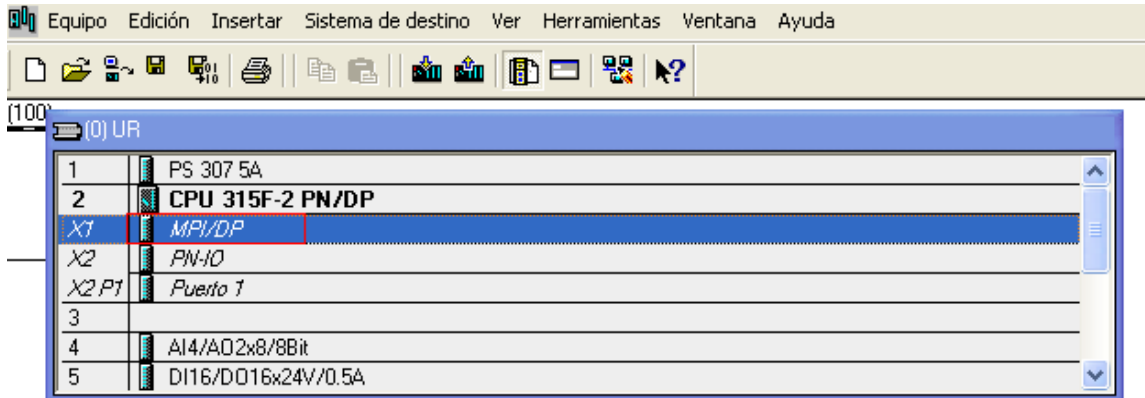 Equipo Edición Insertar Sistema de destino Ver Herramientas Ventana Ayuda
(100)
(0) UR
1 PS 307 5A
2 CPU 315F-2 PN/DP
X1 MPI/DP
X2 PN-IO
X2 P1 Puerto 1
3
4 AI4/AO2x8/8Bit
5 DI16/DO16x24V/0.5A